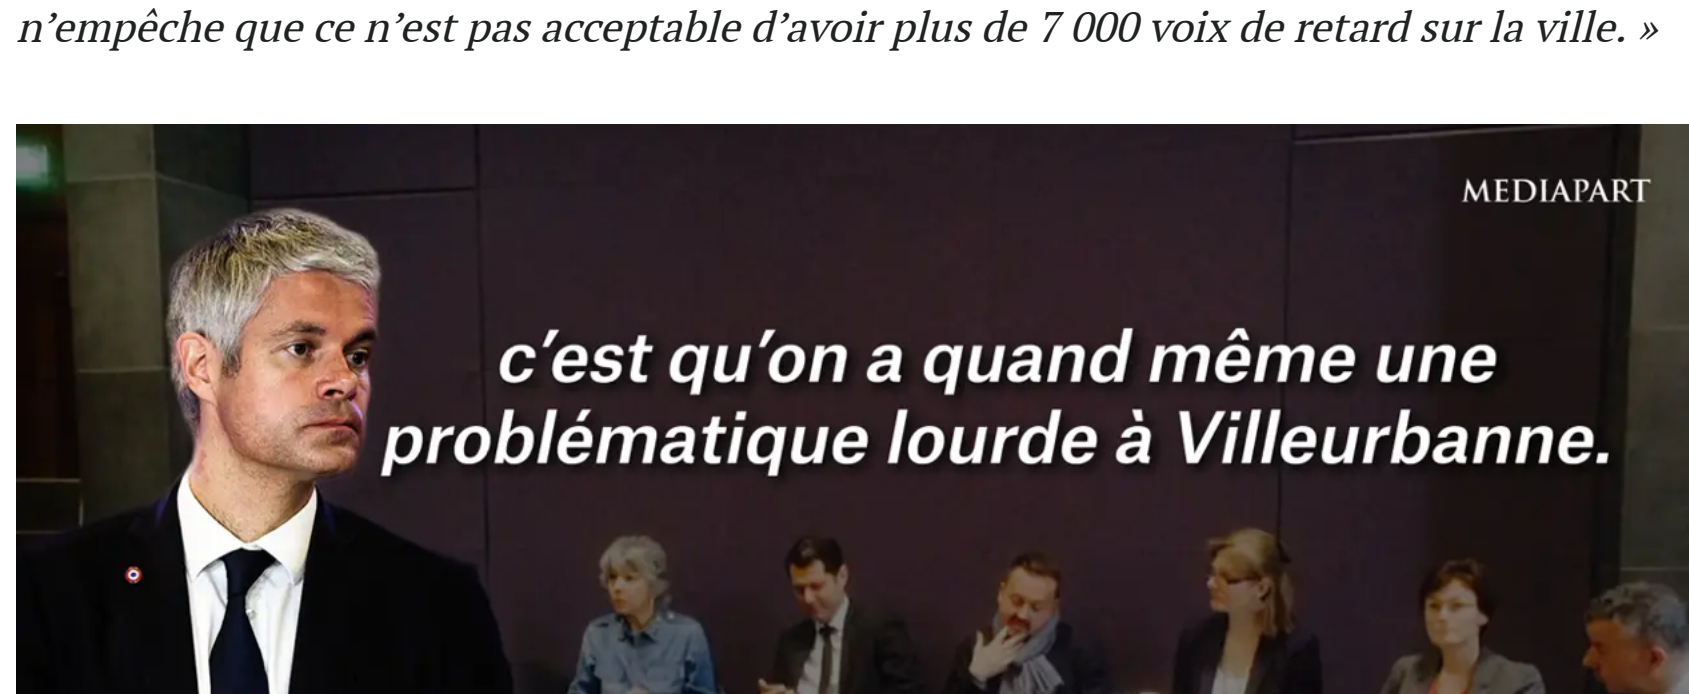 n’empêche que ce n’est pas acceptable d’avoir plus de 7 000 voix de retard sur la ville. »
MEDIAPART
c’est qu’on a quand même une
problématique lourde à Villeurbanne.